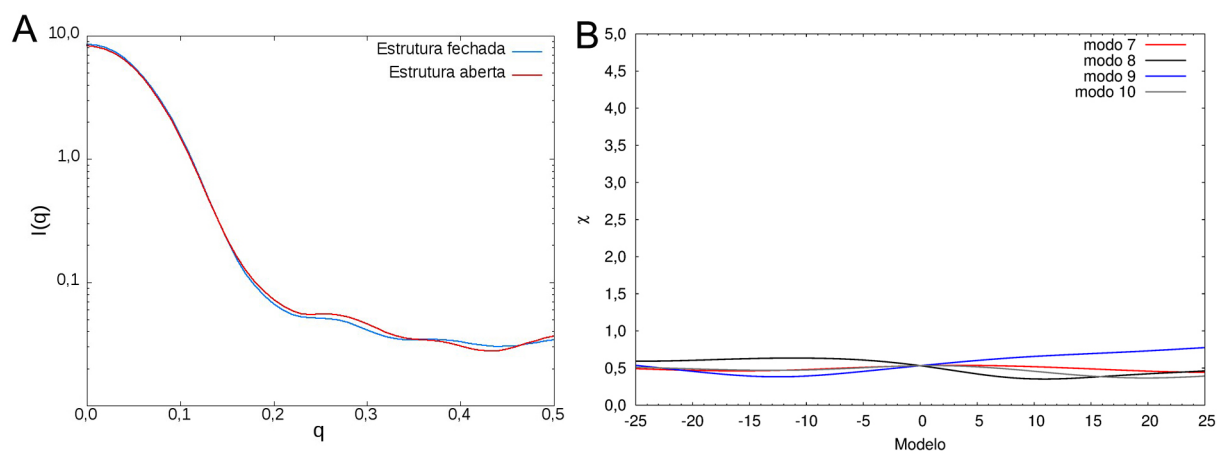 A
I(q)
10,0
1,0
0,1
Estrutura fechada
Estrutura aberta
0,0 0,1 0,2 0,3 0,4 0,5
q
B
χ
5,0
4,5
4,0
3,5
3,0
2,5
2,0
1,5
1,0
0,5
0,0
modo 7
modo 8
modo 9
modo 10
-25 -20 -15 -10 -5 0 5 10 15 20 25
Modelo